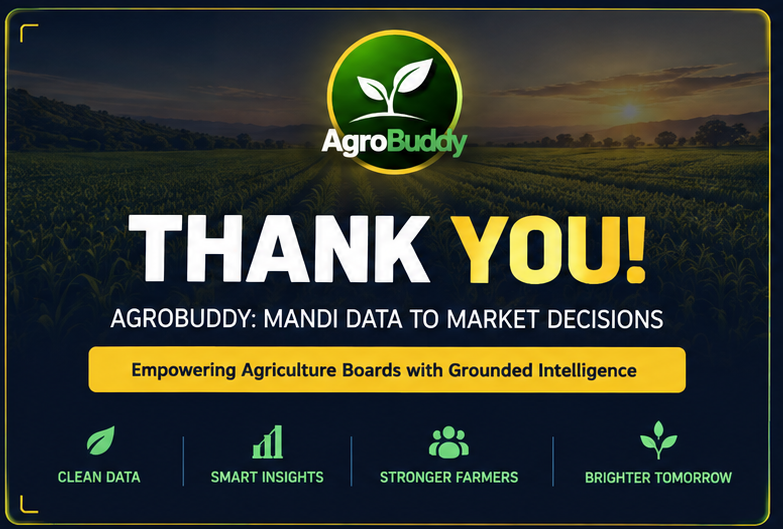 AgroBuddy
THANK YOU!
AGROBUDDY: MANDI DATA TO MARKET DECISIONS
Empowering Agriculture Boards with Grounded Intelligence
CLEAN DATA
SMART INSIGHTS
STRONGER FARMERS
BRIGHTER TOMORROW